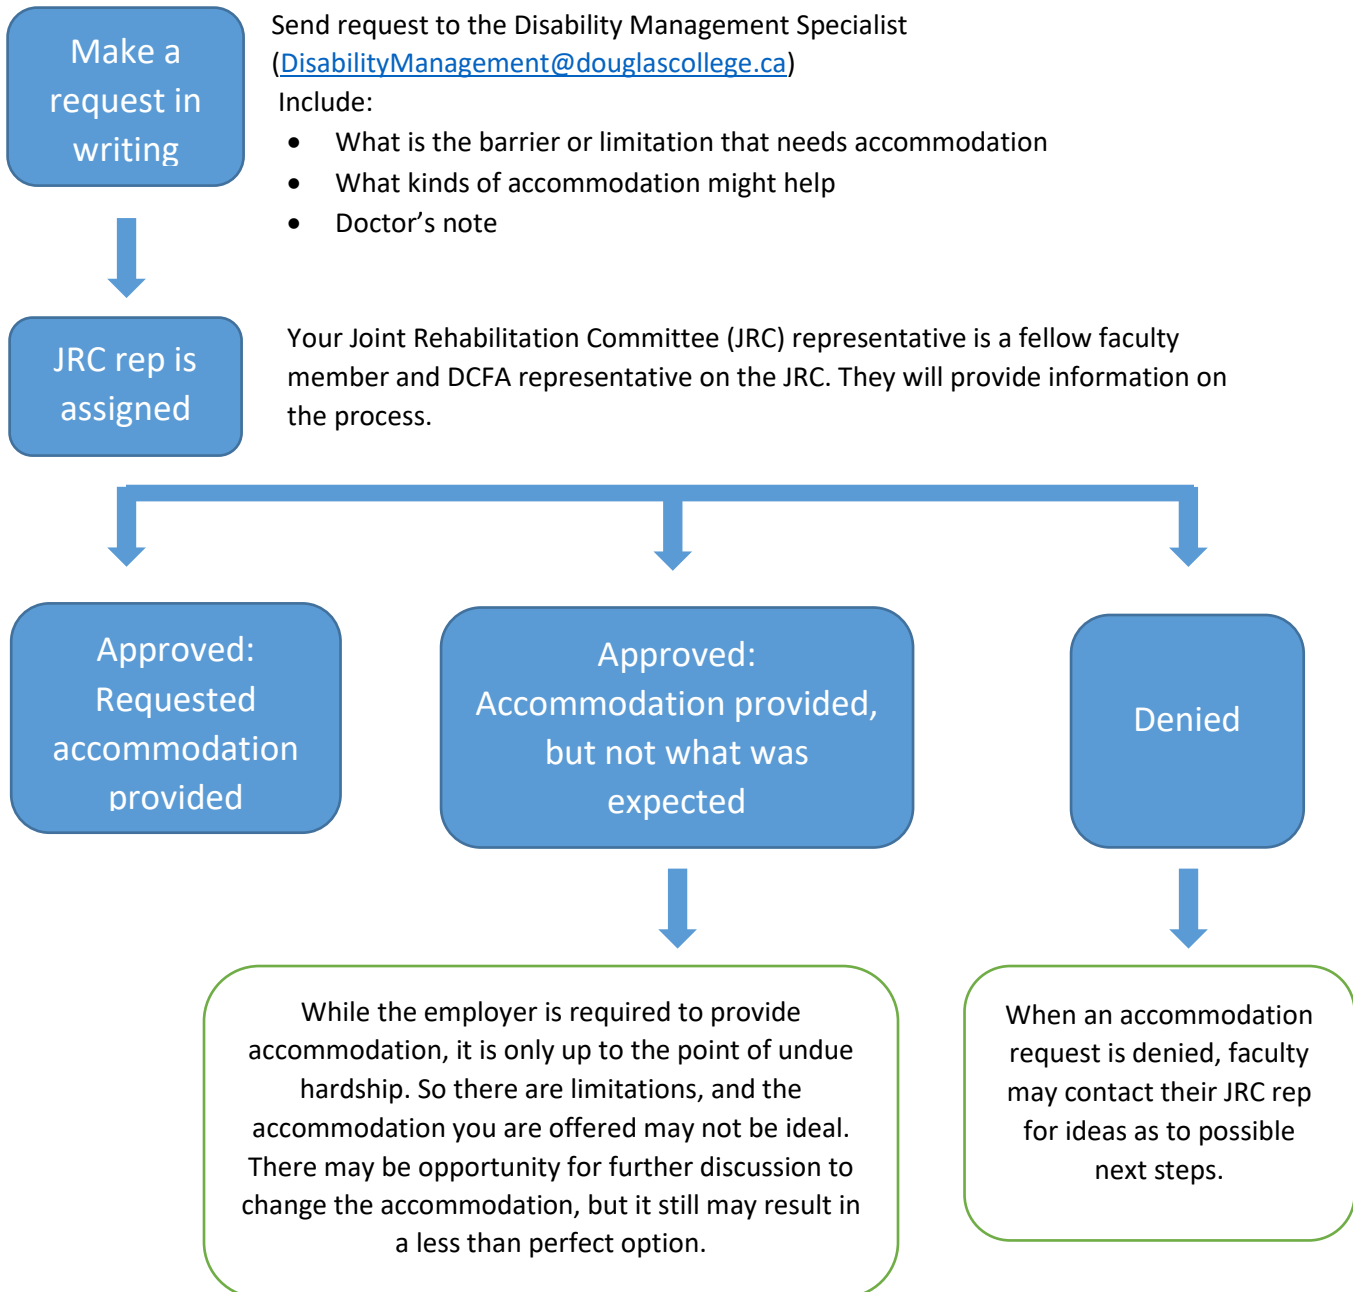 Make a
request in
writing
Send request to the Disability Management Specialist
(DisabilityManagement@douglascollege.ca)
Include:
• What is the barrier or limitation that needs accommodation
• What kinds of accommodation might help
• Doctor’s note
JRC rep is
assigned
Your Joint Rehabilitation Committee (JRC) representative is a fellow faculty
member and DCFA representative on the JRC. They will provide information on
the process.
Approved:
Requested
accommodation
provided
Approved:
Accommodation provided,
but not what was
expected
Denied
While the employer is required to provide
accommodation, it is only up to the point of undue
hardship. So there are limitations, and the
accommodation you are offered may not be ideal.
There may be opportunity for further discussion to
change the accommodation, but it still may result in
a less than perfect option.
When an accommodation
request is denied, faculty
may contact their JRC rep
for ideas as to possible
next steps.